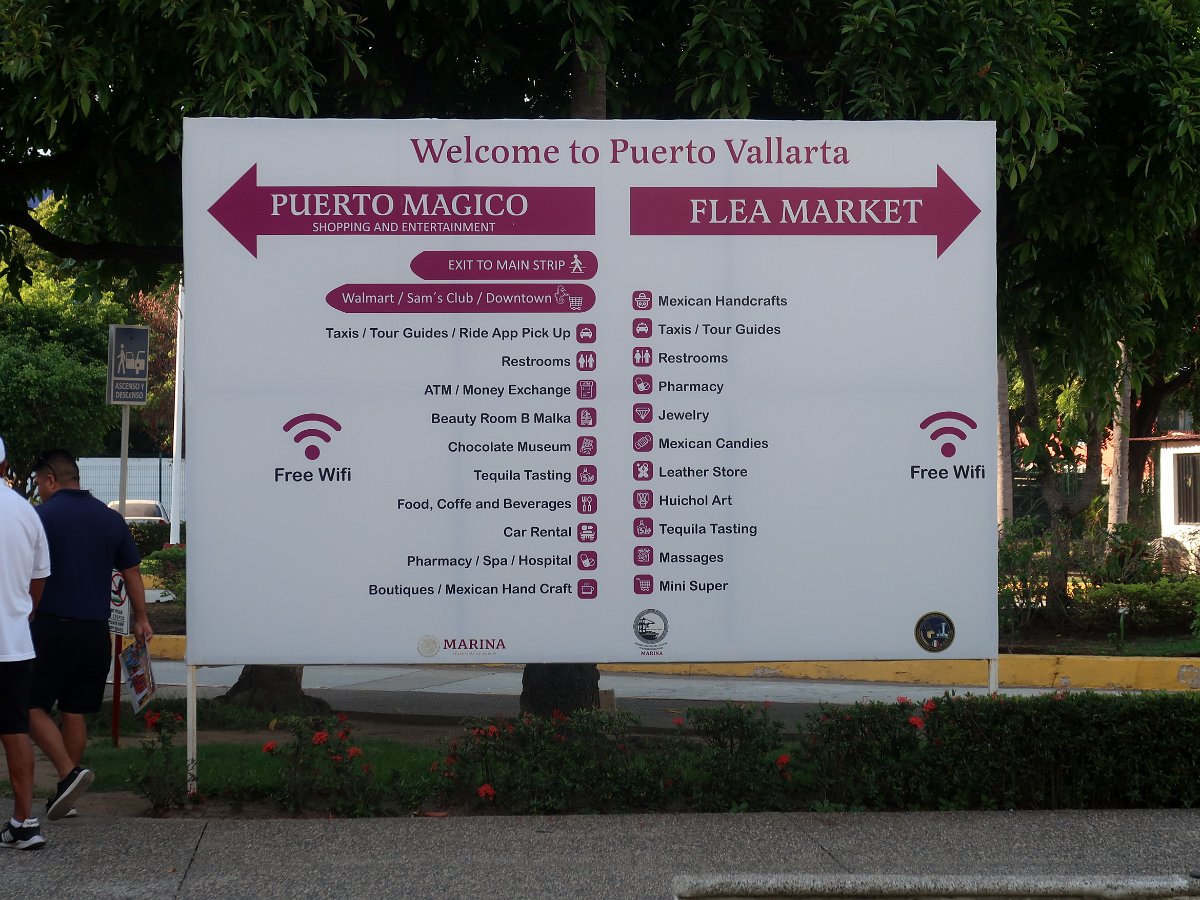 Welcome to Puerto Vallarta
PUERTO MAGICO
SHOPPING AND ENTERTAINMENT
EXIT TO MAIN STRIP
Walmart / Sam´s Club / Downtown
Taxis / Tour Guides / Ride App Pick Up
Restrooms
ATM / Money Exchange
Beauty Room B Malka
Chocolate Museum
Tequila Tasting
Food, Coffe and Beverages
Car Rental
Pharmacy / Spa / Hospital
Boutiques / Mexican Hand Craft
Free Wifi
MARINA
FLEA MARKET
Mexican Handcrafts
Taxis / Tour Guides
Restrooms
Pharmacy
Jewelry
Mexican Candies
Leather Store
Huichol Art
Tequila Tasting
Massages
Mini Super
Free Wifi
MARINA
ASCENSO Y
DESCENSO